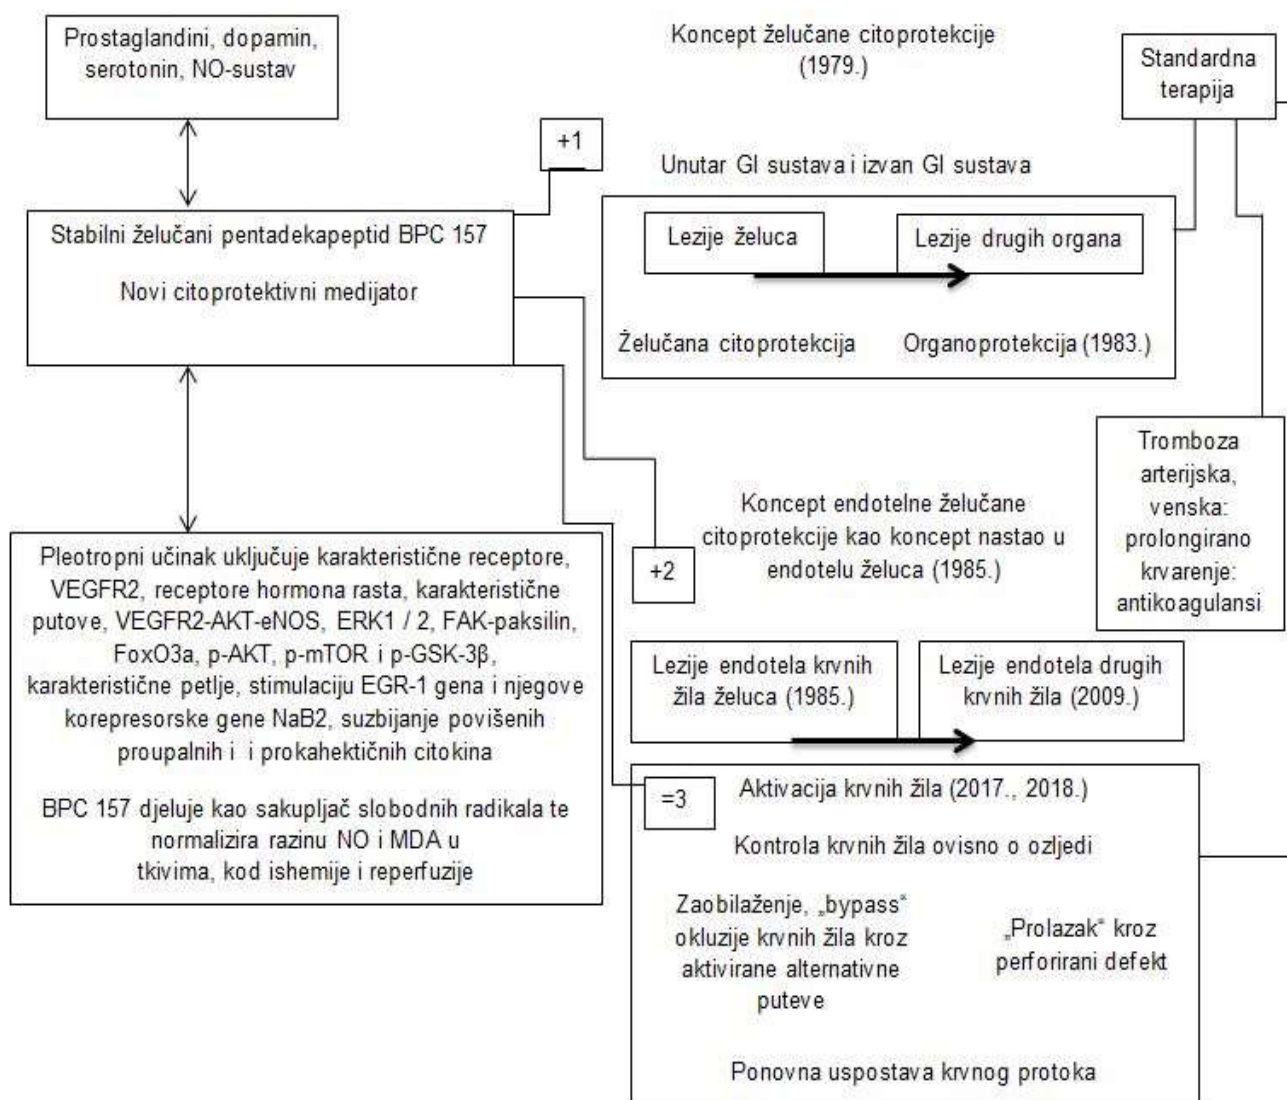 Prostaglandini, dopamin,
serotonin, NO-sustav
Koncept želučane citoprotekcije
(1979.)
Standardna
terapija
+1
Unutar GI sustava i izvan GI sustava
Stabilni želučani pentadekapeptid BPC 157
Novi citoprotektivni medijator
Lezije želuca
Lezije drugih organa
Želučana citoprotekcija
Organoprotekcija (1983.)
Tromboza
arterijska,
venska:
prolongirano
krvarenje:
antikoagulansi
+2
Koncept endotelne želučane
citoprotekcije kao koncept nastao u
endotelu želuca (1985.)
Pleotropni učinak uključuje karakteristične receptore,
VEGFR2, receptore hormona rasta, karakteristične
putove, VEGFR2-AKT-eNOS, ERK1 / 2, FAK-paksilin,
FoxO3a, p-AKT, p-mTOR i p-GSK-3β,
karakteristične petlje, stimulaciju EGR-1 gena i njegove
korepresorske gene NaB2, suzbijanje povišenih
proupalnih i  i prokahektičnih citokina
BPC 157 djeluje kao sakupljač slobodnih radikala te
normalizira razinu NO i MDA u
tkivima, kod ishemije i reperfuzije
Lezije endotela krvnih
žila želuca (1985.)
Lezije endotela drugih
krvnih žila (2009.)
=3
Aktivacija krvnih žila (2017., 2018.)
Kontrola krvnih žila ovisno o ozljedi
Zaobilaženje, „bypass“
okluzije krvnih žila kroz
aktivirane alternativne
puteve
„Prolazak“ kroz
perforirani defekt
Ponovna uspostava krvnog protoka